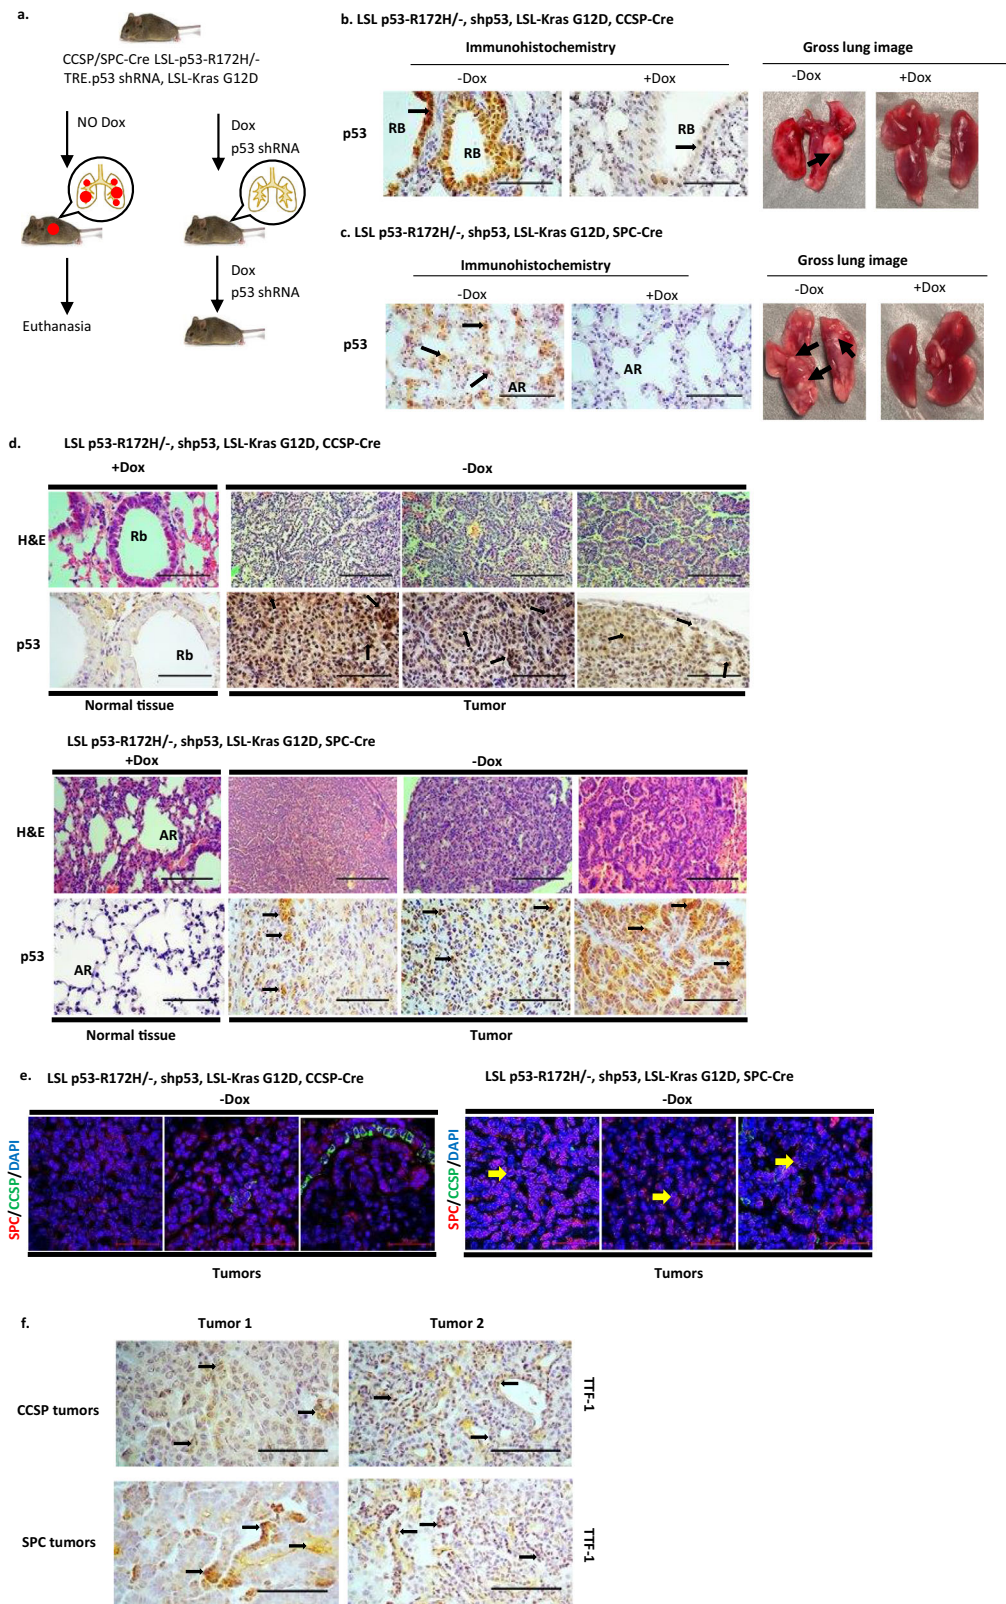 a.
CCSP/SPC-Cre LSL-p53-R172H/-
TRE.p53 shRNA, LSL-Kras G12D
NO Dox
Dox
p53 shRNA
Dox
p53 shRNA
Euthanasia
b. LSL p53-R172H/-, shp53, LSL-Kras G12D, CCSP-Cre
Immunohistochemistry
Gross lung image
-Dox
+Dox
-Dox
+Dox
p53
RB
RB
RB
c. LSL p53-R172H/-, shp53, LSL-Kras G12D, SPC-Cre
Immunohistochemistry
Gross lung image
-Dox
+Dox
-Dox
+Dox
p53
AR
AR
d.
LSL p53-R172H/-, shp53, LSL-Kras G12D, CCSP-Cre
+Dox
-Dox
H&E
Rb
p53
Rb
Normal tissue
Tumor
LSL p53-R172H/-, shp53, LSL-Kras G12D, SPC-Cre
+Dox
-Dox
H&E
AR
p53
AR
Normal tissue
Tumor
e.
LSL p53-R172H/-, shp53, LSL-Kras G12D, CCSP-Cre
LSL p53-R172H/-, shp53, LSL-Kras G12D, SPC-Cre
-Dox
-Dox
SPC/CCSP/DAPI
SPC/CCSP/DAPI
Tumors
Tumors
f.
Tumor 1
Tumor 2
CCSP tumors
TTF-1
SPC tumors
TTF-1